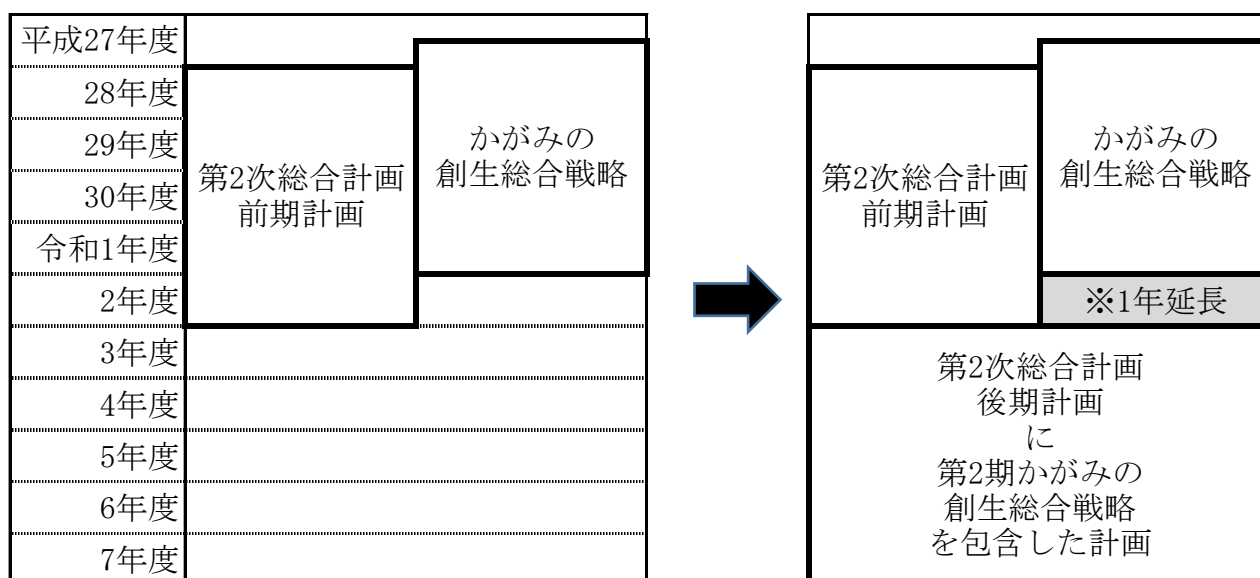 平成27年度
28年度
29年度
30年度
令和1年度
2年度
3年度
4年度
5年度
6年度
7年度
第2次総合計画
前期計画
かがみの
創生総合戦略
第2次総合計画
前期計画
かがみの
創生総合戦略
※1年延長
第2次総合計画
後期計画
に
第2期かがみの
創生総合戦略
を包含した計画